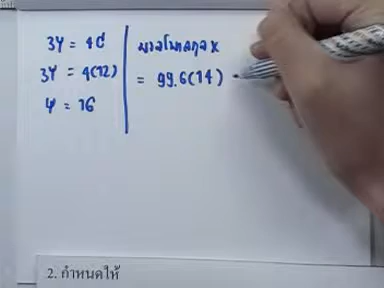 3Y = 4C
3Y = 4(12)
Y = 16
มวลโมเลกุล X
= 99.6(14)
2. กำหนดให้